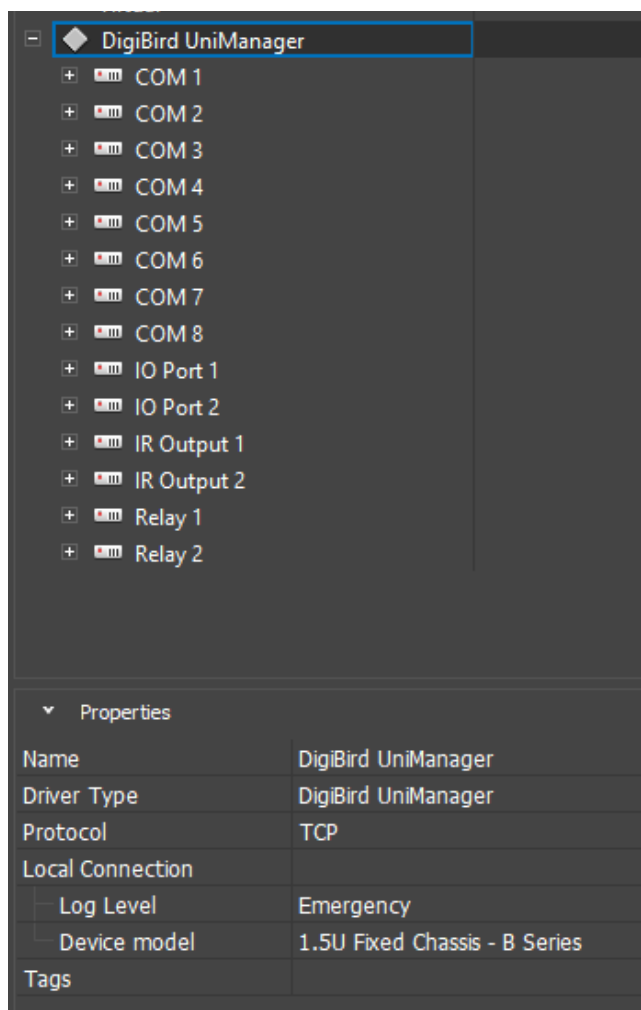 DigiBird UniManager
COM 1
COM 2
COM 3
COM 4
COM 5
COM 6
COM 7
COM 8
IO Port 1
IO Port 2
IR Output 1
IR Output 2
Relay 1
Relay 2
Properties
Name DigiBird UniManager
Driver Type DigiBird UniManager
Protocol TCP
Local Connection
Log Level Emergency
Device model 1.5U Fixed Chassis - B Series
Tags